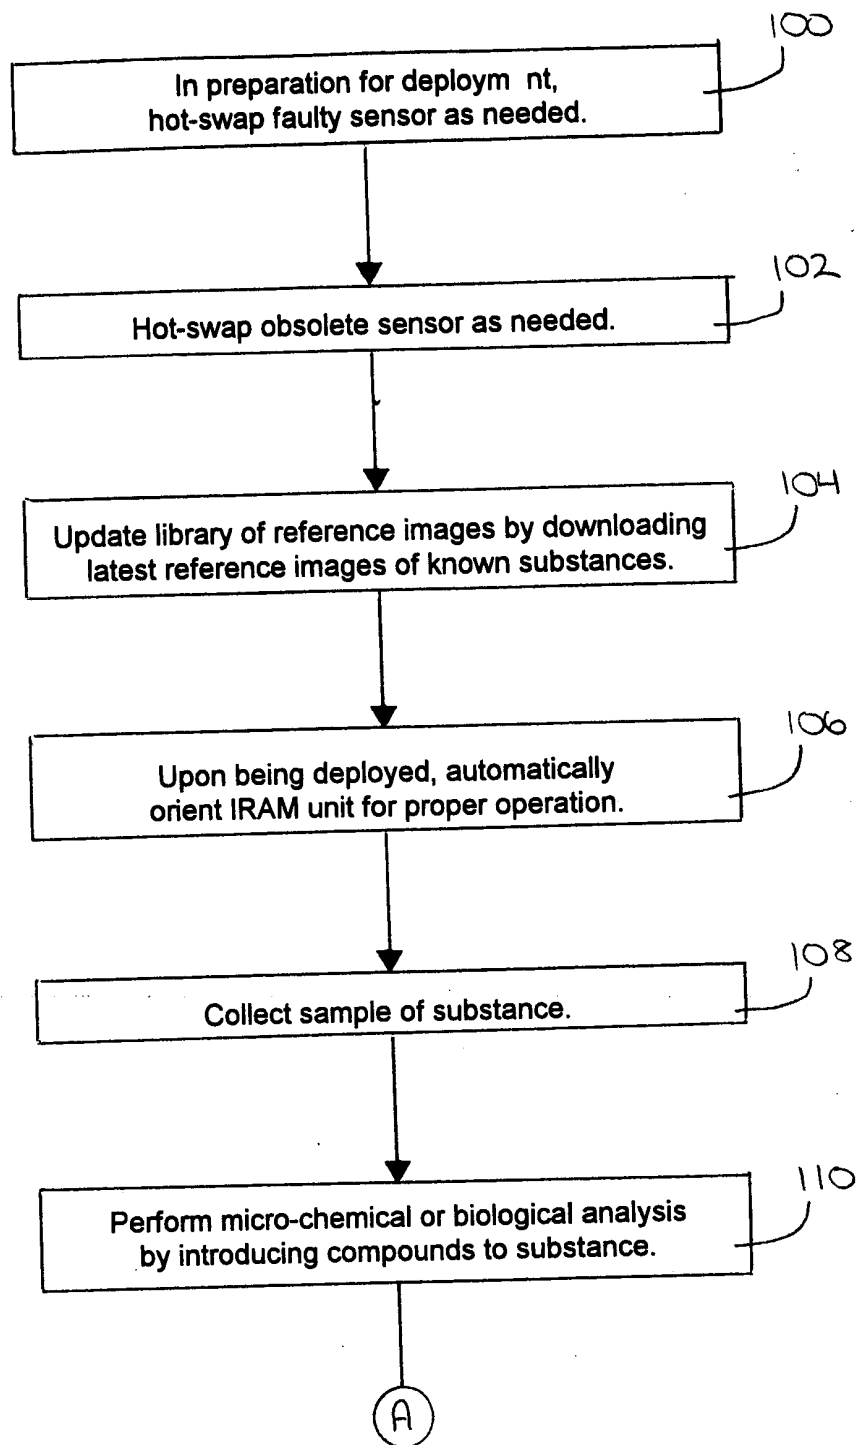 100
In preparation for deploym nt,
hot-swap faulty sensor as needed.
102
Hot-swap obsolete sensor as needed.
104
Update library of reference images by downloading
latest reference images of known substances.
106
Upon being deployed, automatically
orient IRAM unit for proper operation.
108
Collect sample of substance.
110
Perform micro-chemical or biological analysis
by introducing compounds to substance.
A